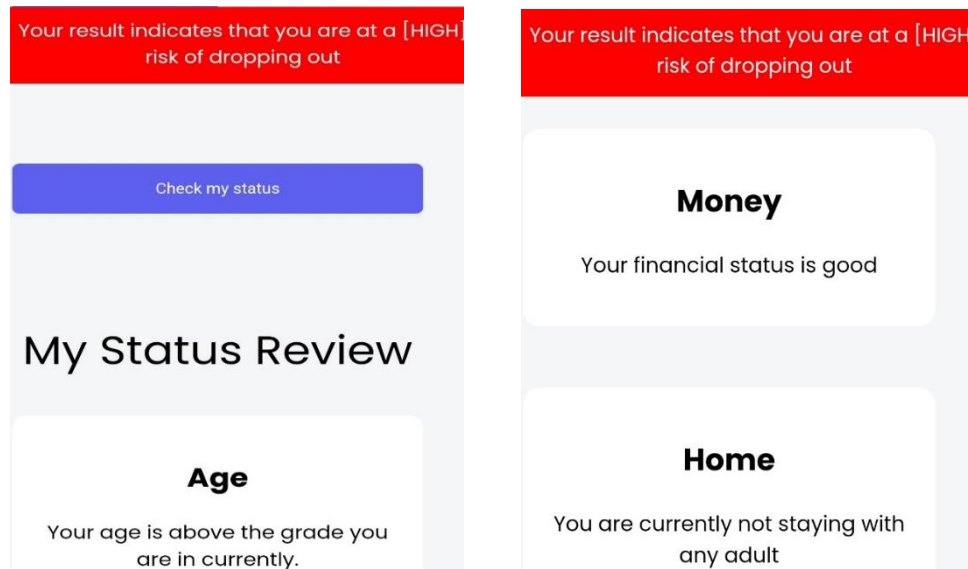 Your result indicates that you are at a [HIGH]
risk of dropping out
Check my status
My Status Review
Age
Your age is above the grade you
are in currently.
Your result indicates that you are at a [HIGH
risk of dropping out
Money
Your financial status is good
Home
You are currently not staying with
any adult